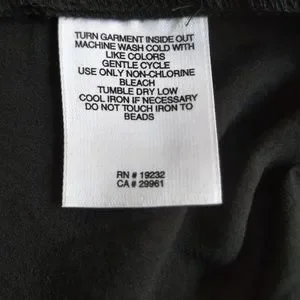 TURN GARMENT INSIDE OUT
MACHINE WASH COLD WITH
LIKE COLORS
GENTLE CYCLE
USE ONLY NON-CHLORINE
BLEACH
TUMBLE DRY LOW
COOL IRON IF NECESSARY
DO NOT TOUCH IRON TO
BEADS
RN # 19232
CA # 29961